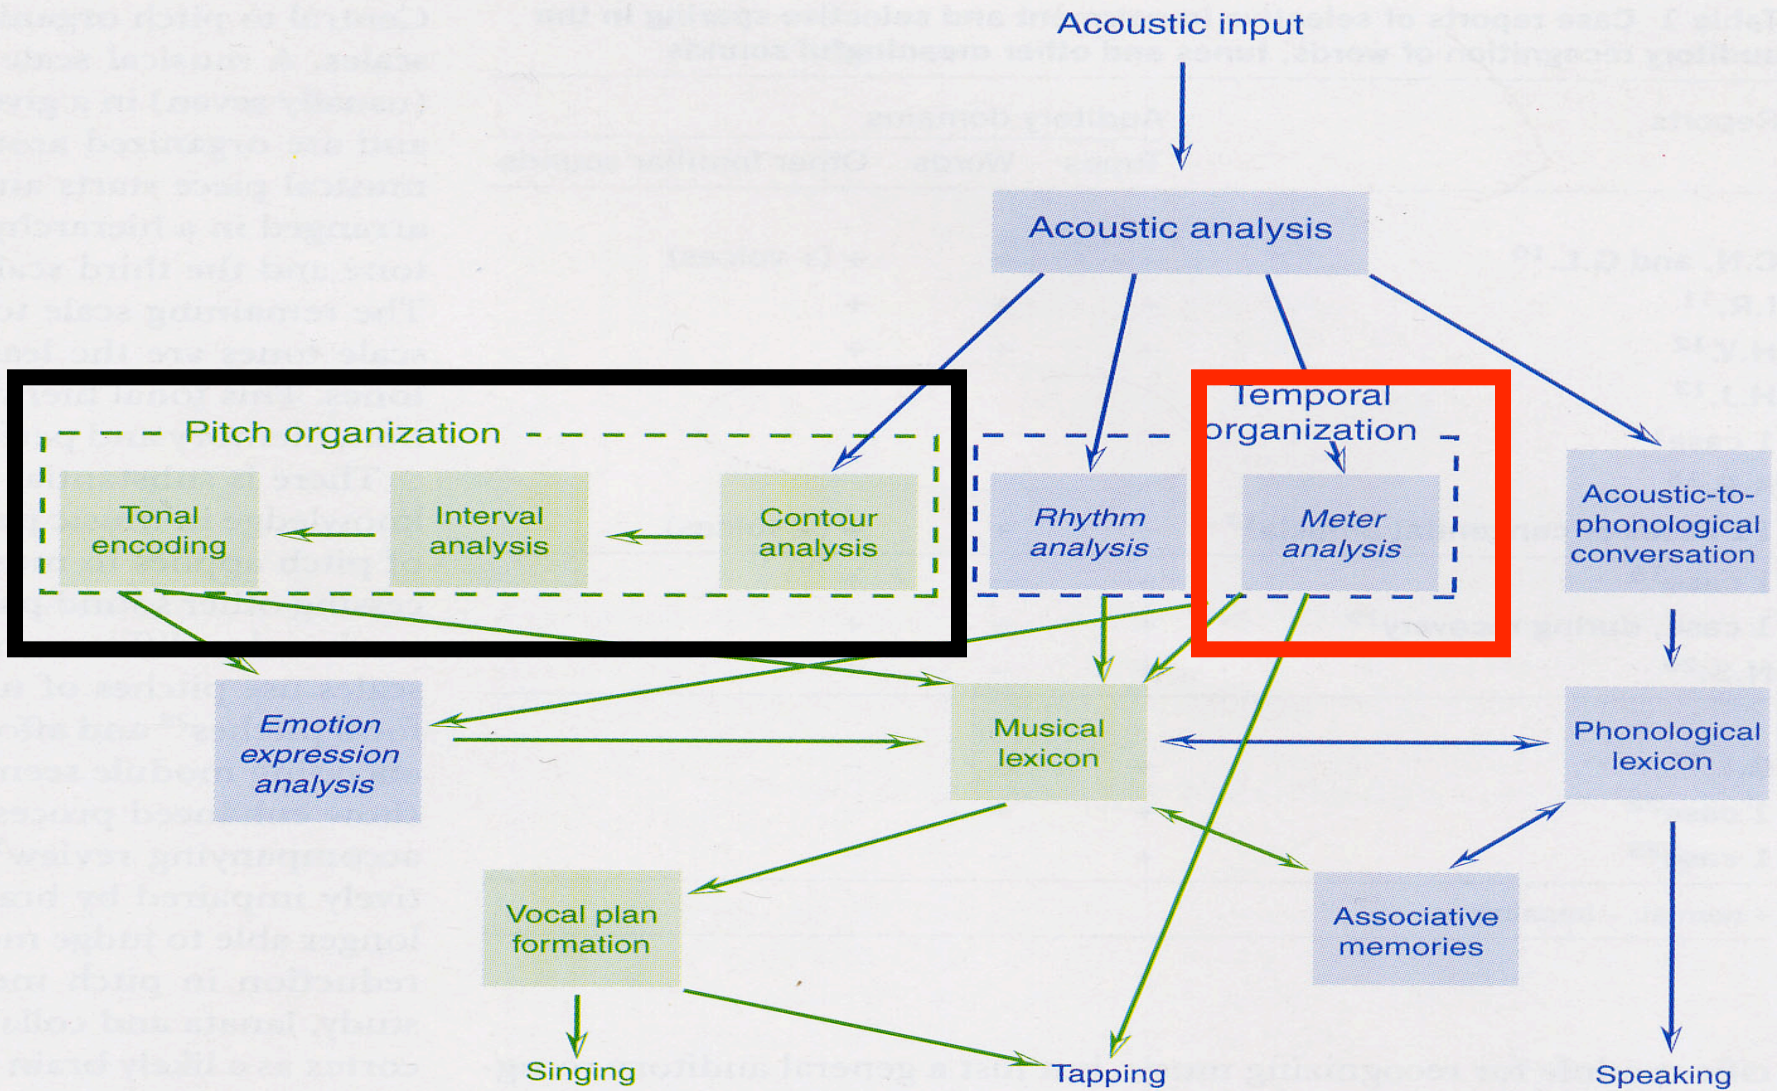 Acoustic input
Acoustic analysis
Temporal
organization
Pitch organization
Tonal
encoding
Interval
analysis
Contour
analysis
Rhythm
analysis
Meter
analysis
Acoustic-to-
phonological
conversation
Emotion
expression
analysis
Musical
lexicon
Phonological
lexicon
Vocal plan
formation
Associative
memories
Singing
Tapping
Speaking